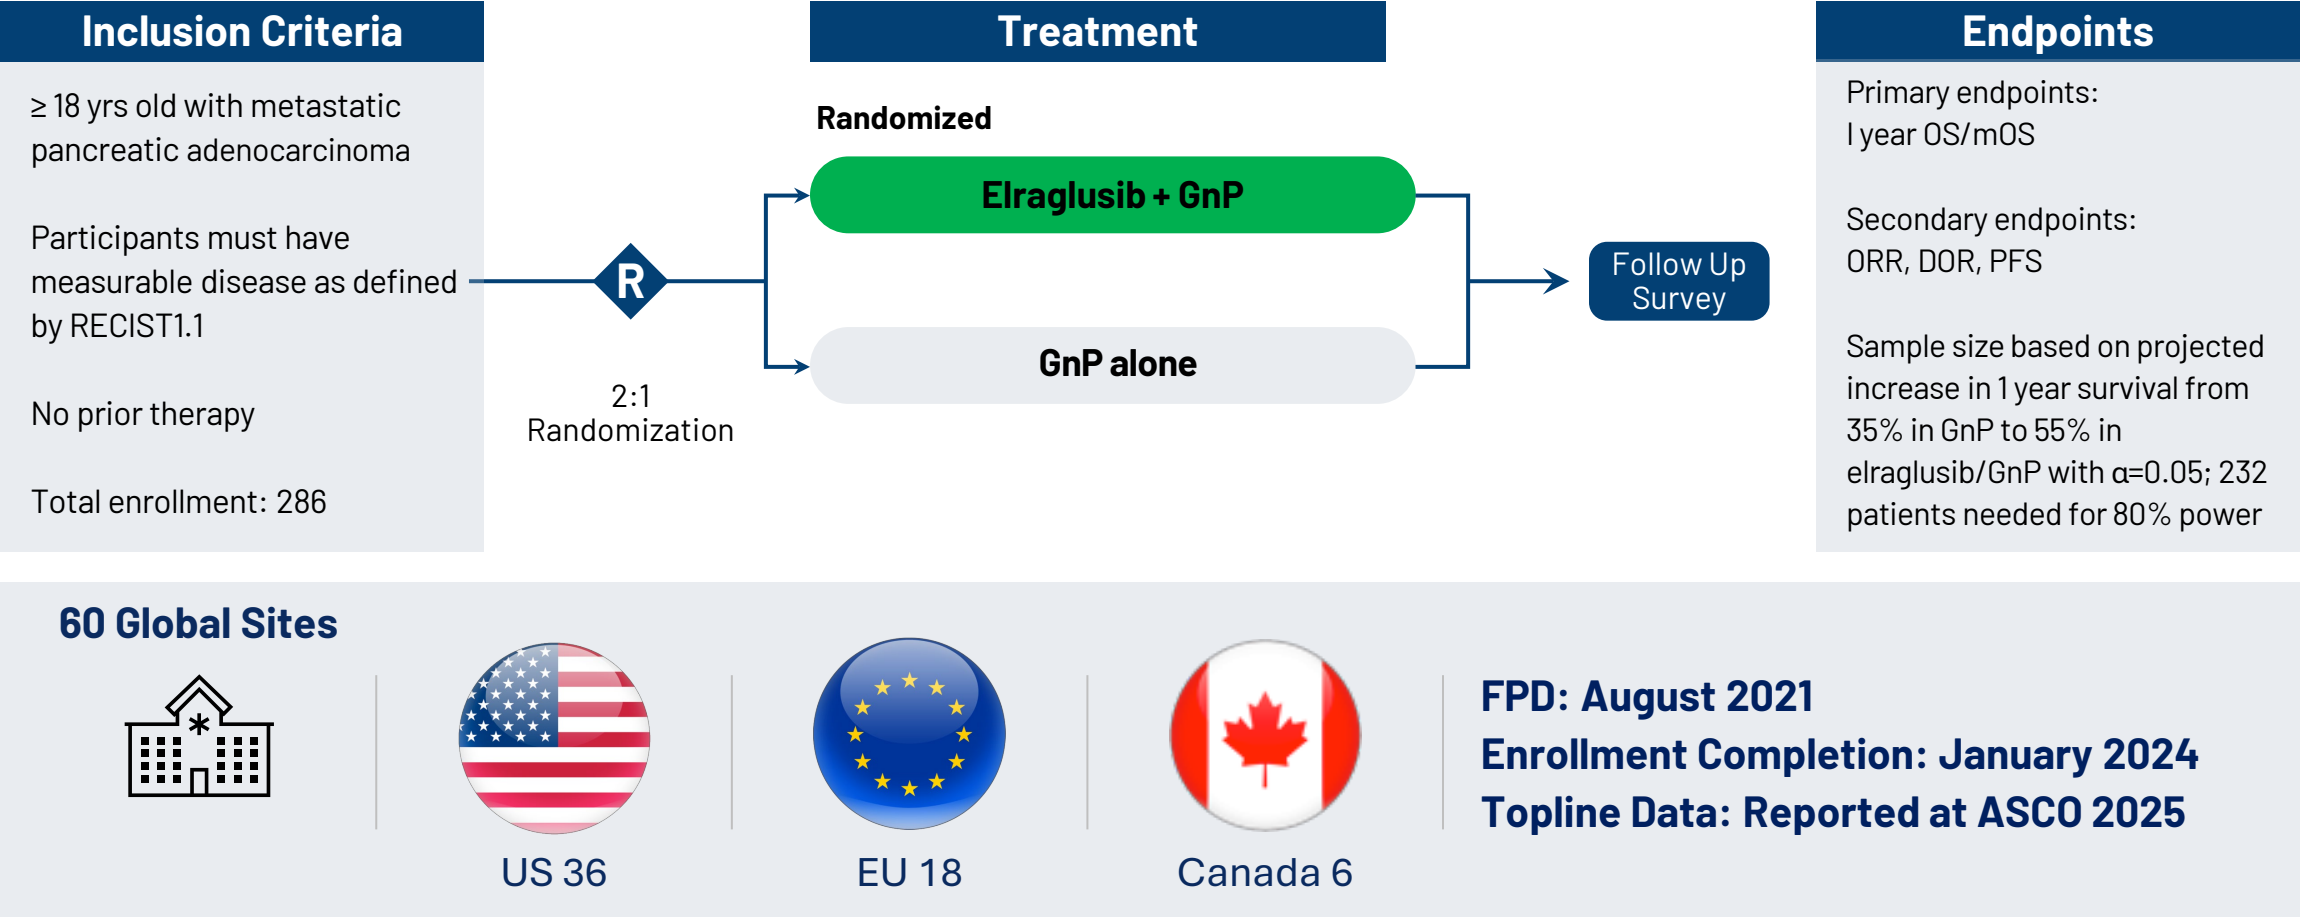 Inclusion Criteria
≥ 18 yrs old with metastatic
pancreatic adenocarcinoma
Participants must have
measurable disease as defined
by RECIST1.1
No prior therapy
Total enrollment: 286
R
2:1
Randomization
Treatment
Randomized
Elraglusib + GnP
GnP alone
Follow Up
Survey
Endpoints
Primary endpoints:
I year OS/mOS
Secondary endpoints:
ORR, DOR, PFS
Sample size based on projected
increase in 1 year survival from
35% in GnP to 55% in
elraglusib/GnP with α=0.05; 232
patients needed for 80% power
60 Global Sites
US 36
EU 18
Canada 6
FPD: August 2021
Enrollment Completion: January 2024
Topline Data: Reported at ASCO 2025